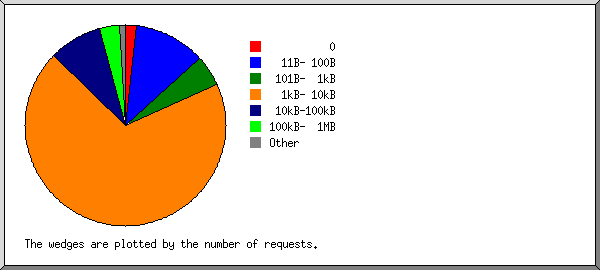 0
11B- 100B
101B- 1kB
1kB- 10kB
10kB-100kB
100kB- 1MB
Other
The wedges are plotted by the number of requests.